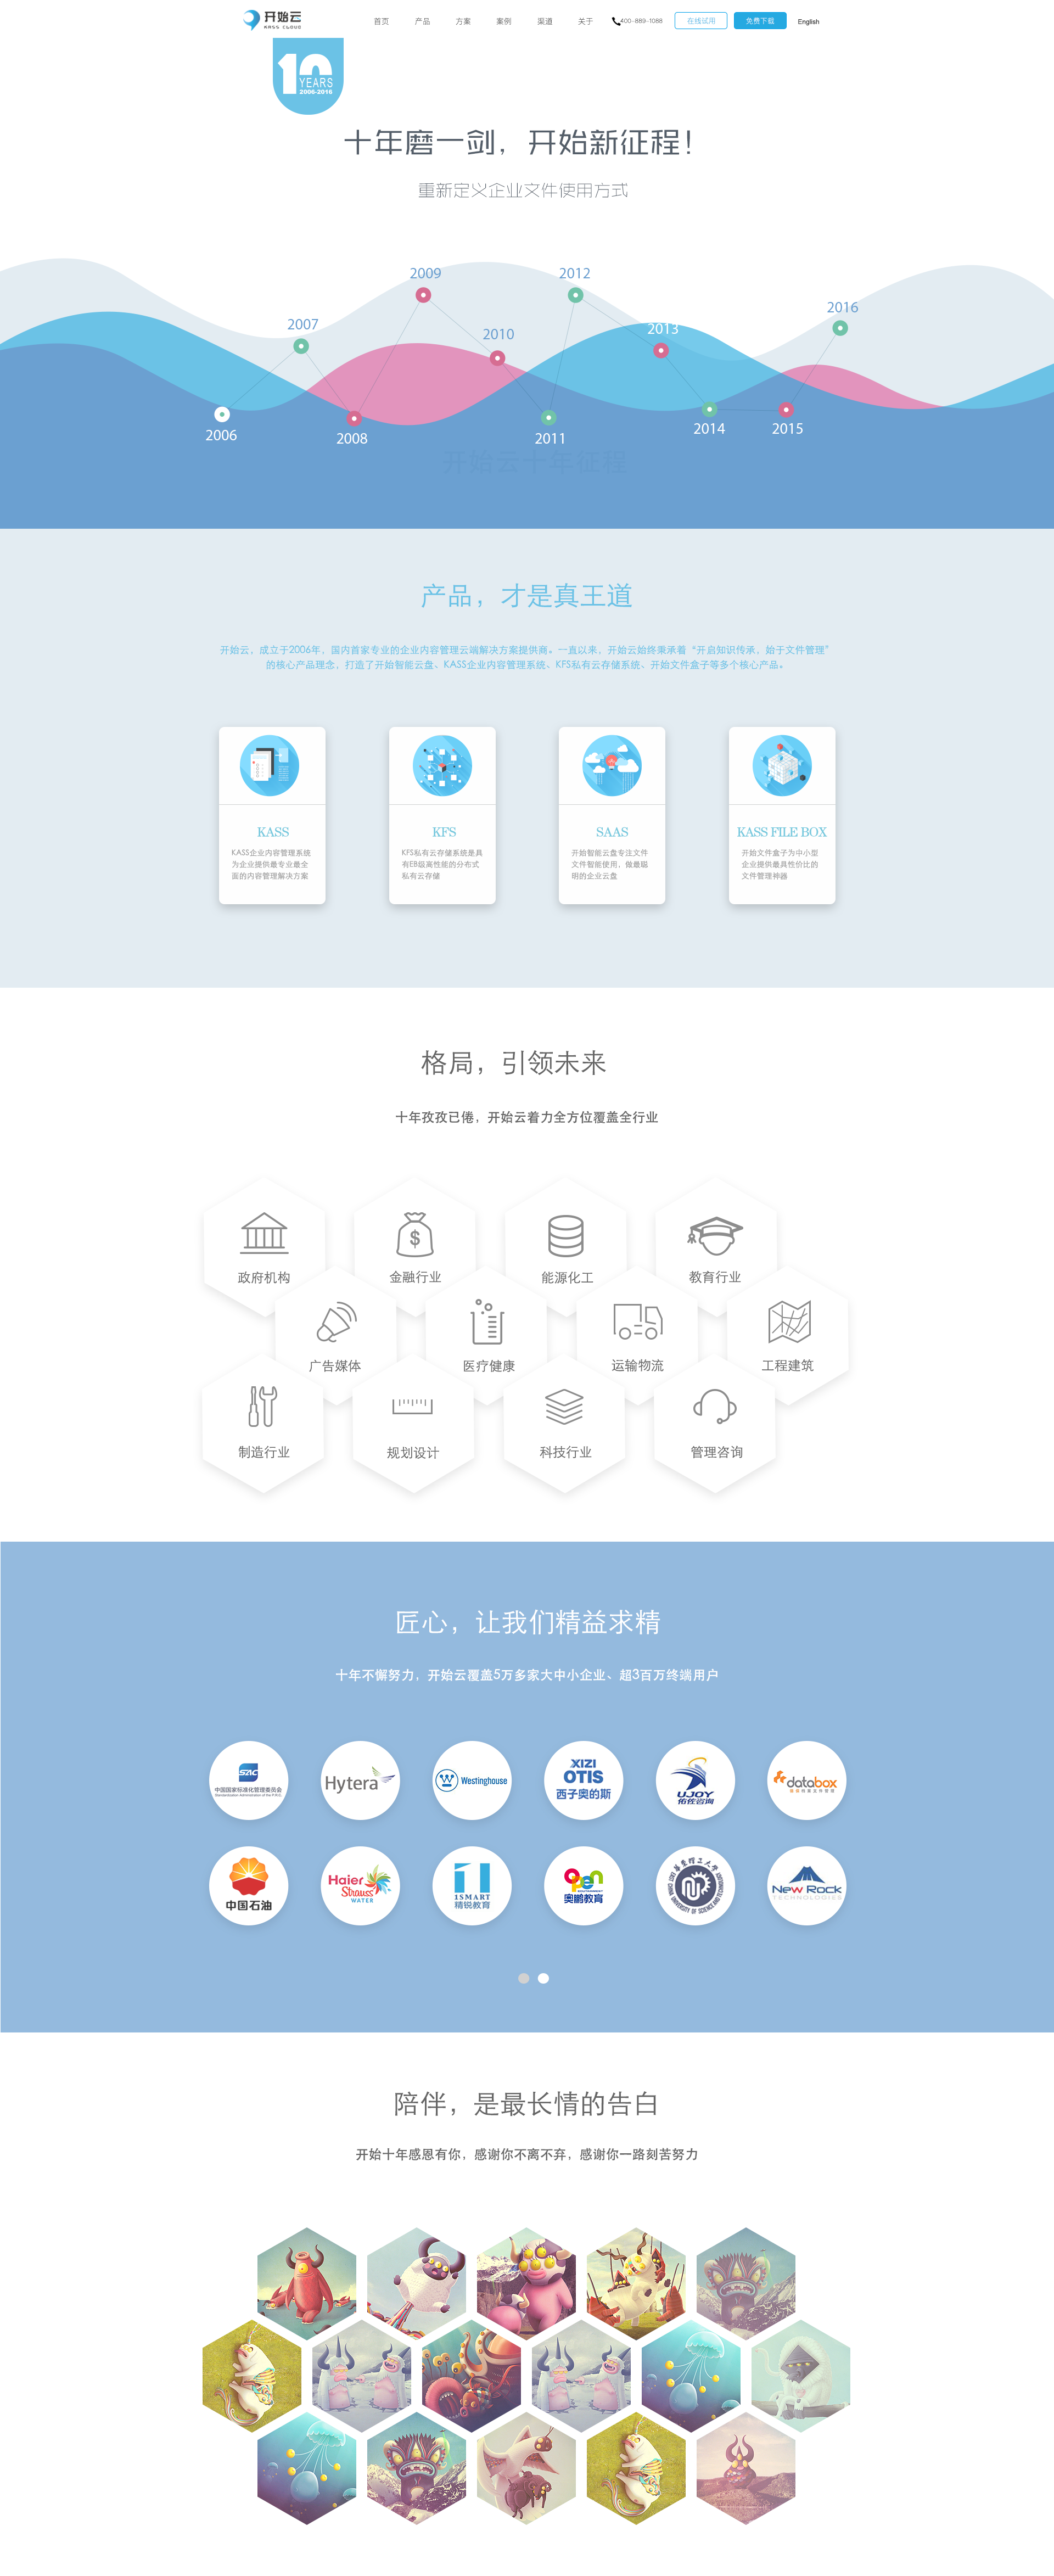 开始云
KASS CLOUD
首页 产品 方案 案例 渠道 关于 400-889-1088 在线试用 免费下载 English
10
YEARS
2006-2016
十年磨一剑，开始新征程！
重新定义企业文件使用方式
2009 2012
2016
2007 2013
2010
2006 2008 2011 2014 2015
开始云十年征程
产品，才是真王道
开始云，成立于2006年，国内首家专业的企业内容管理云端解决方案提供商。一直以来，开始云始终秉承着“开启知识传承，始于文件管理”
的核心产品理念，打造了开始智能云盘、KASS企业内容管理系统、KFS私有云存储系统、开始文件盒子等多个核心产品。
KASS
KASS企业内容管理系统
为企业提供最专业最全
面的内容管理解决方案
KFS
KFS私有云存储系统是具
有EB级高性能的分布式
私有云存储
SAAS
开始智能云盘专注文件
文件智能使用，做最聪
明的企业云盘
KASS FILE BOX
开始文件盒子为中小型
企业提供最具性价比的
文件管理神器
格局，引领未来
十年孜孜已倦，开始云着力全方位覆盖全行业
政府机构 金融行业 能源化工 教育行业
广告媒体 医疗健康 运输物流 工程建筑
制造行业 规划设计 科技行业 管理咨询
匠心，让我们精益求精
十年不懈努力，开始云覆盖5万多家大中小企业、超3百万终端用户
SAC
中国国家标准化管理委员会
Standardization Administration of the P.R.C.
Hytera
Westinghouse
XIZI
OTIS
西子奥的斯
UJOY
佑佐咨询
databox
中国石油
Haier
Strauss
WATER
1SMART
精锐教育
open
奥鹏教育
华东理工大学
EAST CHINA UNIVERSITY OF SCIENCE AND TECHNOLOGY
New Rock
TECHNOLOGIES
陪伴，是最长情的告白
开始十年感恩有你，感谢你不离不弃，感谢你一路刻苦努力